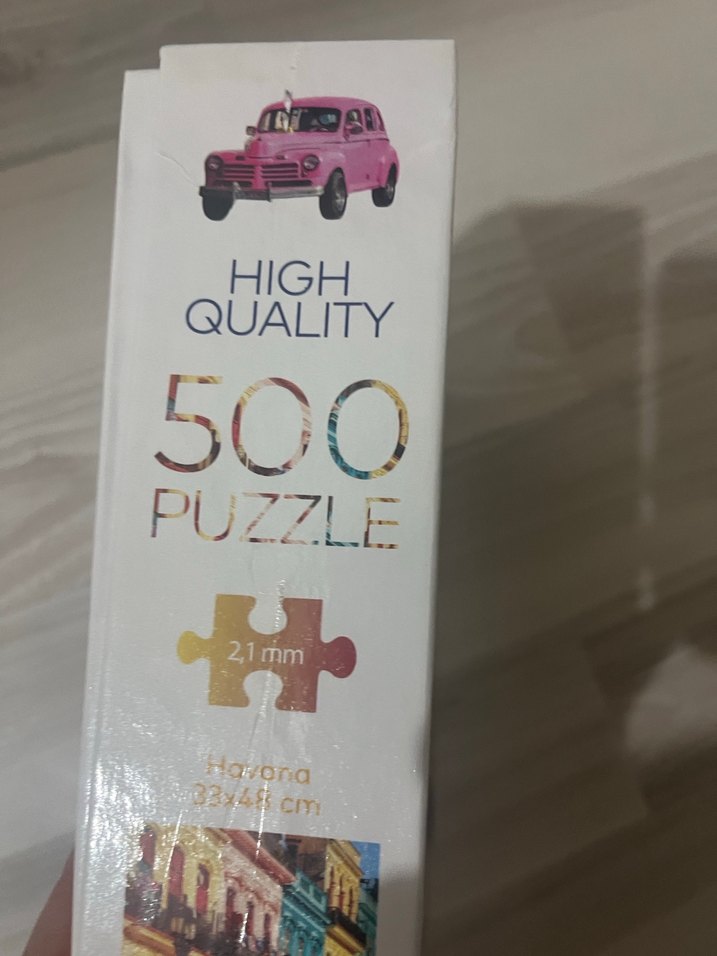 HIGH
QUALITY
500
PUZZLE
2,1 mm
Havana
33x48 cm